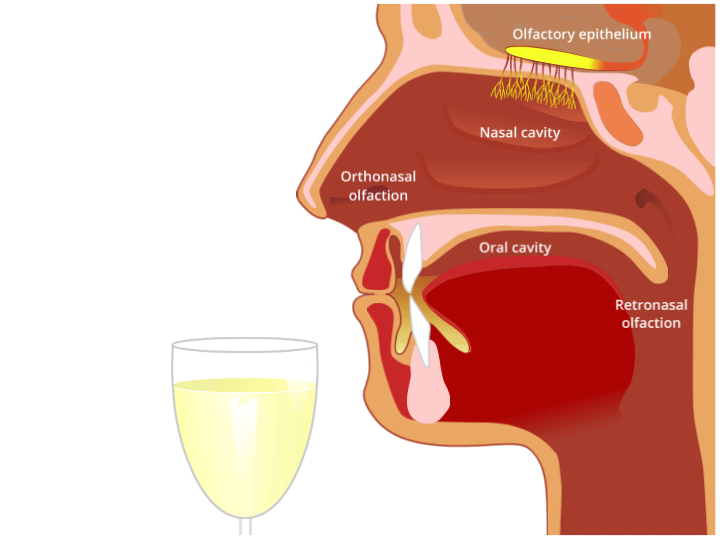 Olfactory epithelium
Nasal cavity
Orthonasal
olfaction
Oral cavity
Retronasal
olfaction